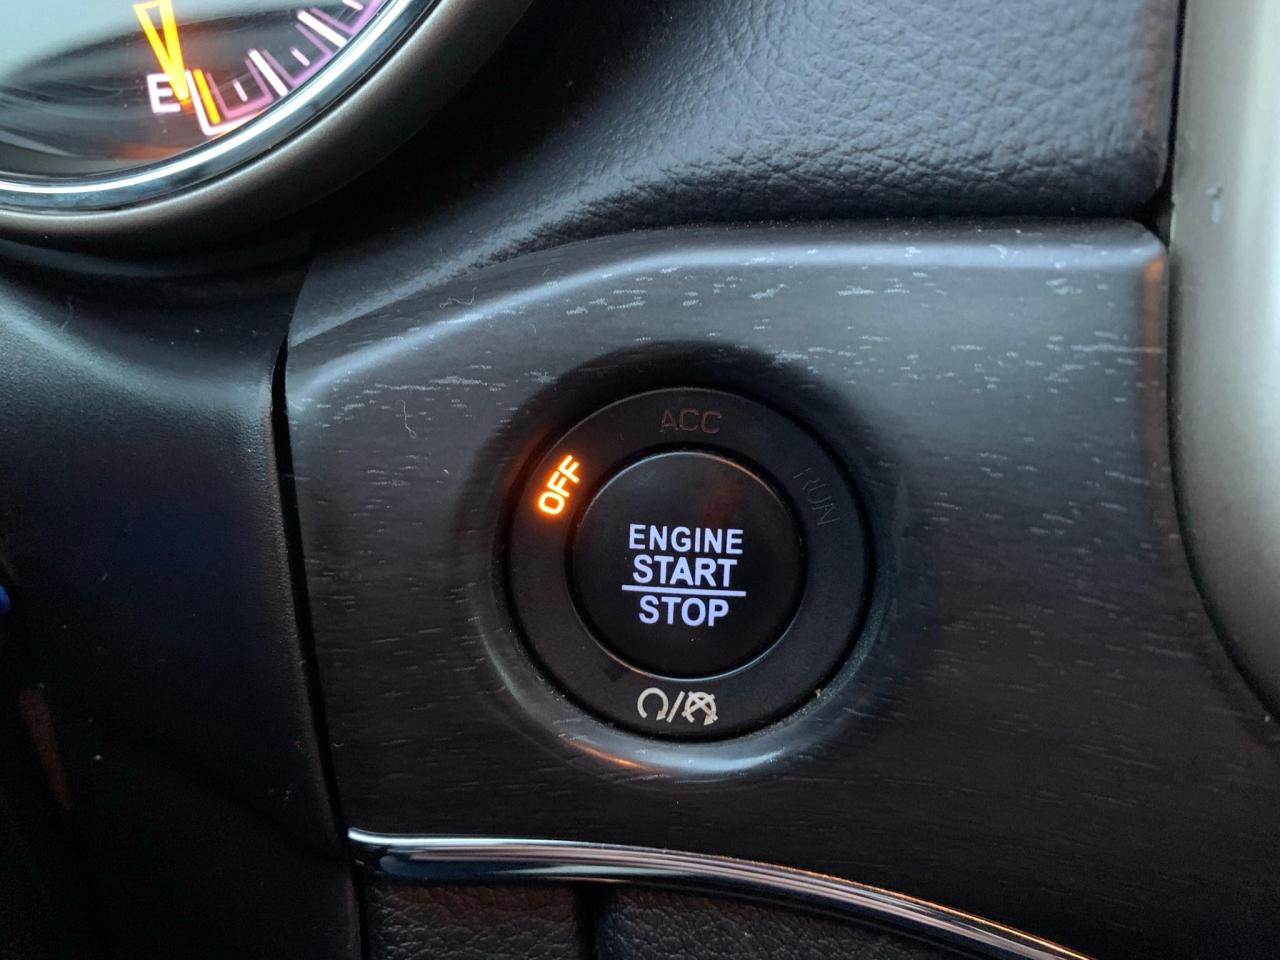 E
ACC
OFF
RUN
ENGINE
START
STOP